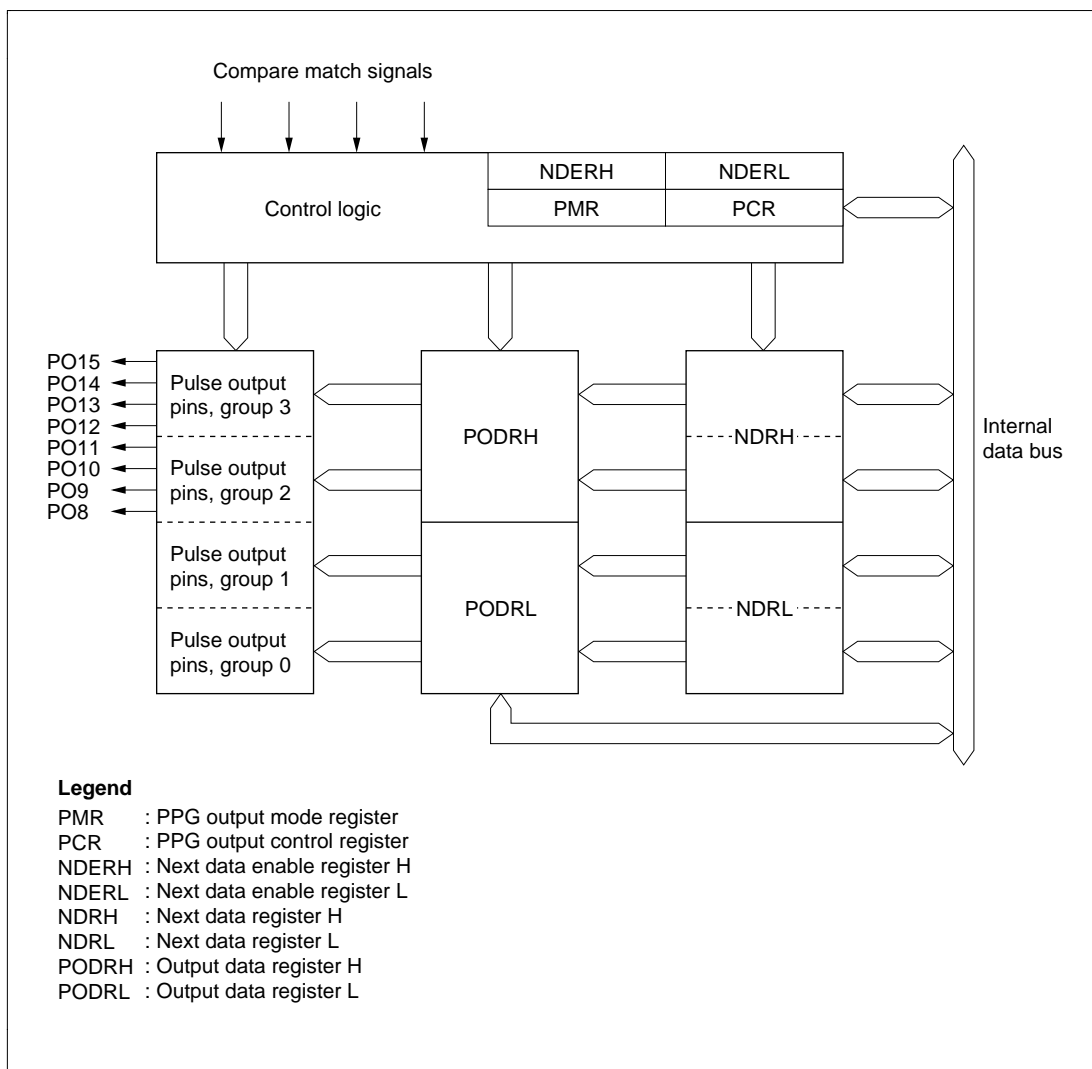 Compare match signals
NDERH NDERL
Control logic PMR PCR
PO15
PO14
PO13
PO12
PO11
PO10
PO9
PO8
Pulse output
pins, group 3
Pulse output
pins, group 2
Pulse output
pins, group 1
Pulse output
pins, group 0
PODRH
PODRL
NDRH
NDRL
Internal
data bus
Legend
PMR : PPG output mode register
PCR : PPG output control register
NDERH : Next data enable register H
NDERL : Next data enable register L
NDRH : Next data register H
NDRL : Next data register L
PODRH : Output data register H
PODRL : Output data register L